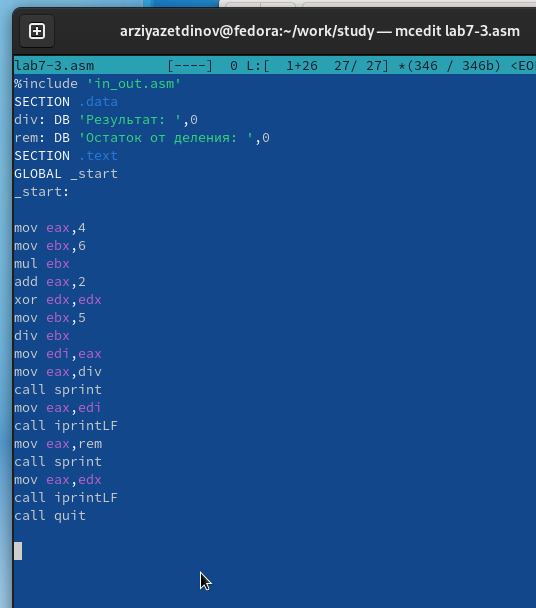 arziyazetdinov@fedora:~/work/study — mcedit lab7-3.asm
lab7-3.asm [----] 0 L:[ 1+26 27/ 27] *(346 / 346b) <EO
%include 'in_out.asm'
SECTION .data
div: DB 'Результат: ',0
rem: DB 'Остаток от деления: ',0
SECTION .text
GLOBAL _start
_start:
mov eax,4
mov ebx,6
mul ebx
add eax,2
xor edx,edx
mov ebx,5
div ebx
mov edi,eax
mov eax,div
call sprint
mov eax,edi
call iprintLF
mov eax,rem
call sprint
mov eax,edx
call iprintLF
call quit